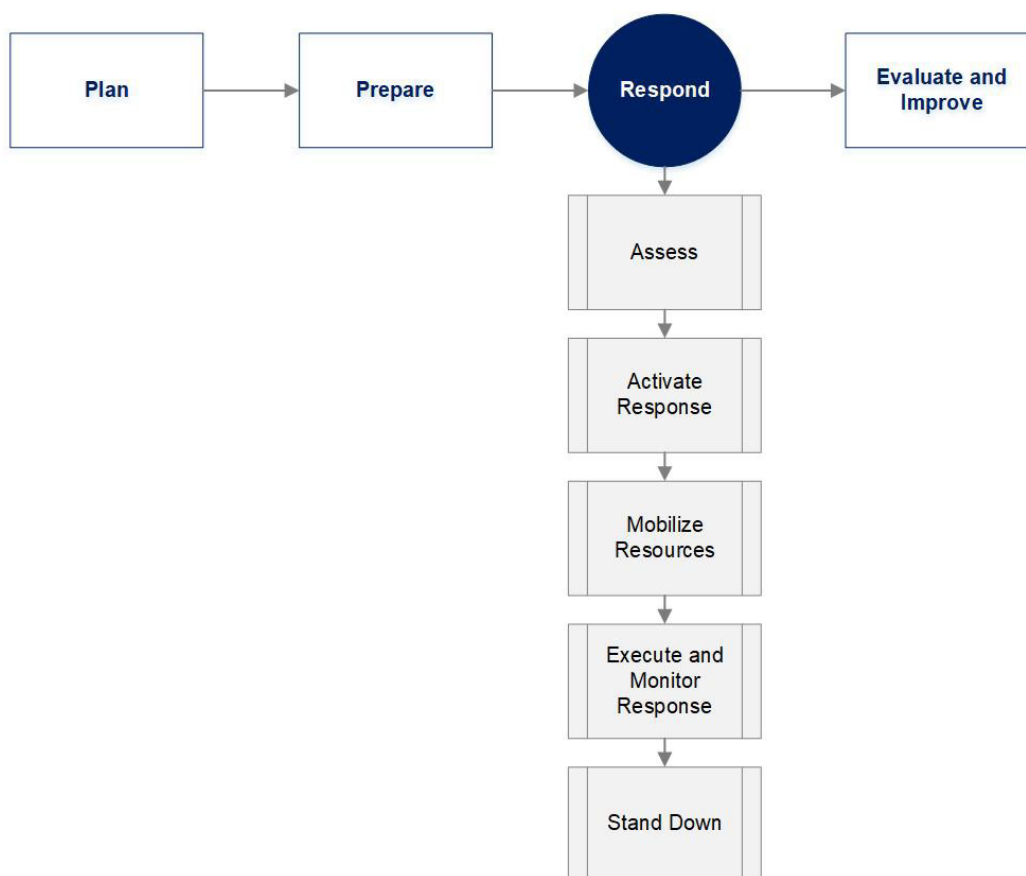 Plan
Prepare
Respond
Evaluate and
Improve
Assess
Activate
Response
Mobilize
Resources
Execute and
Monitor
Response
Stand Down